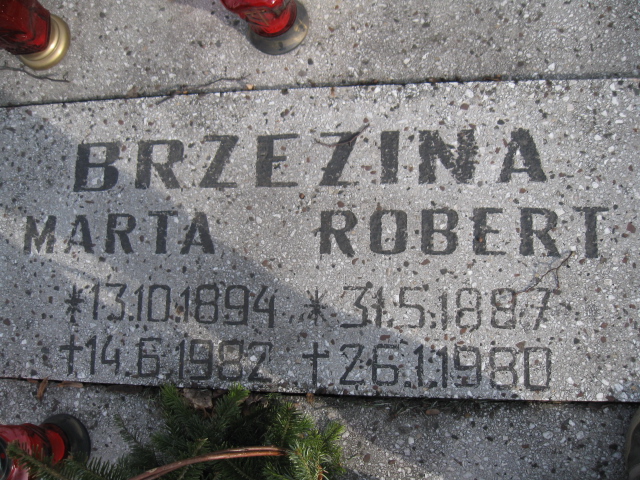 BRZEZINA
MARTA ROBERT
*13.10.1894 *31.5.1887
†14.6.1982 †26.1.1980